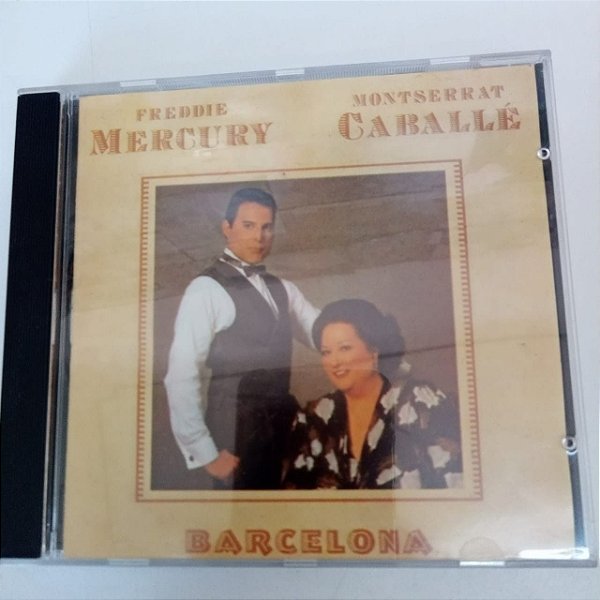 FREDDIE
MERCURY
MONTSERRAT
CABALLÉ
BARCELONA